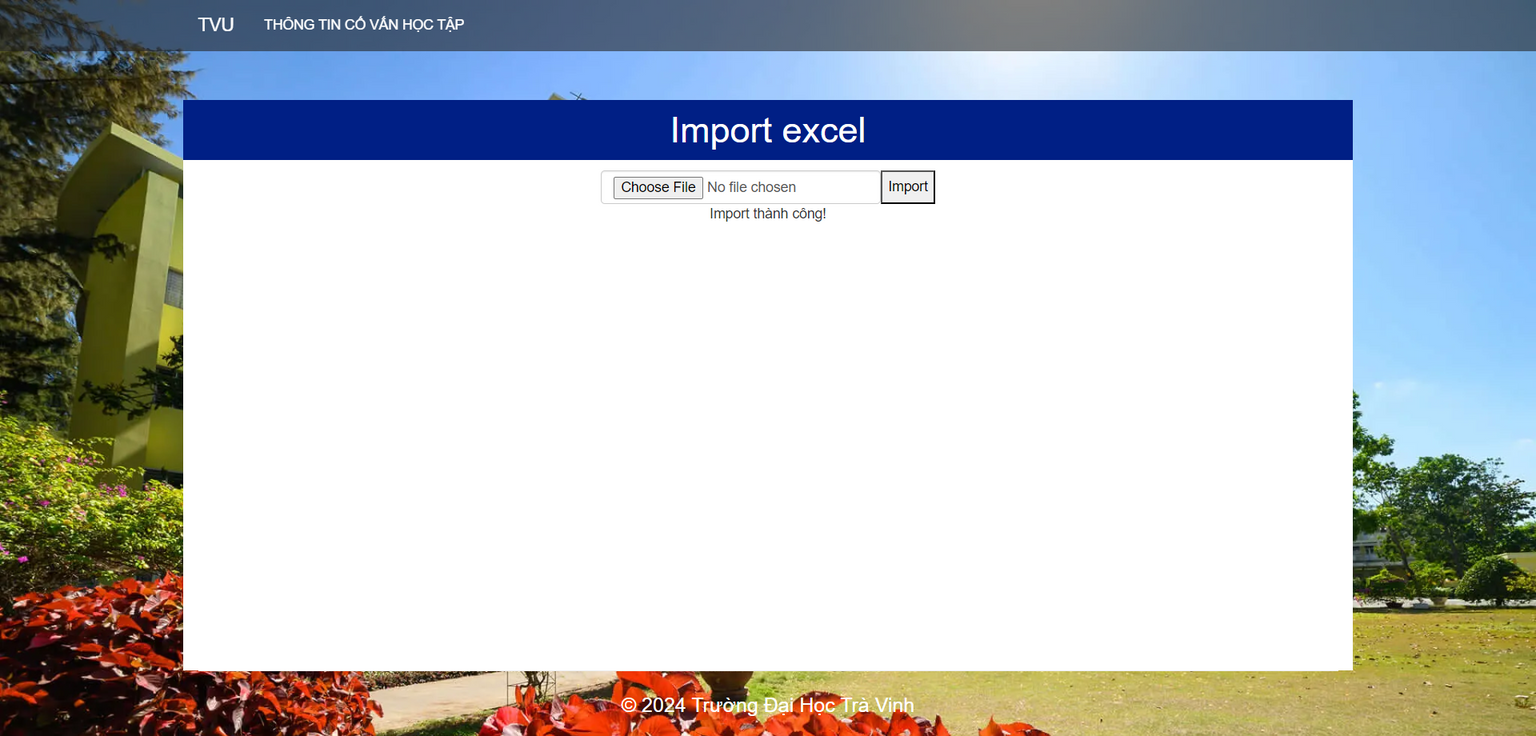 TVU THÔNG TIN CỐ VẤN HỌC TẬP
Import excel
Choose File No file chosen Import
Import thành công!
© 2024 Trường Đại Học Trà Vinh